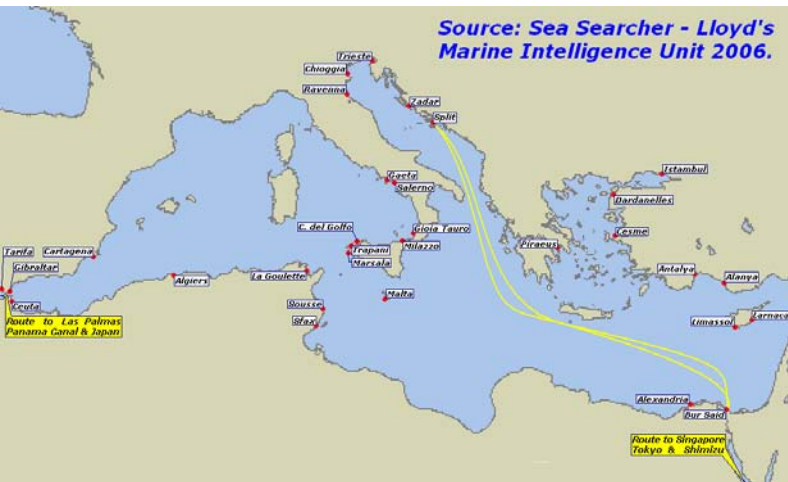 Source: Sea Searcher - Lloyd's
Marine Intelligence Unit 2006.
Trieste
Chioggia
Ravenna
Zadar
Split
Istambul
Gaeta
Salerno
Dardanelles
C. del Golfo
Gioia Tauro
Cesme
Tarifa
Cartagena
Trapani
Milazzo
Piraeus
Gibraltar
Marsala
Antalya
Alanya
Algiers
La Goulette
Ceuta
Malta
Sousse
Larnaca
Sfax
Limassol
Route to Las Palmas
Panama Canal & Japan
Alexandria
Bur Said
Route to Singapore
Tokyo & Shimizu